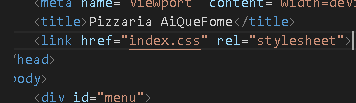 <meta name="viewport" content="width=devi
<title>Pizzaria AiQueFome</title>
<link href="index.css" rel="stylesheet">
/head>
body>
<div id="menu">